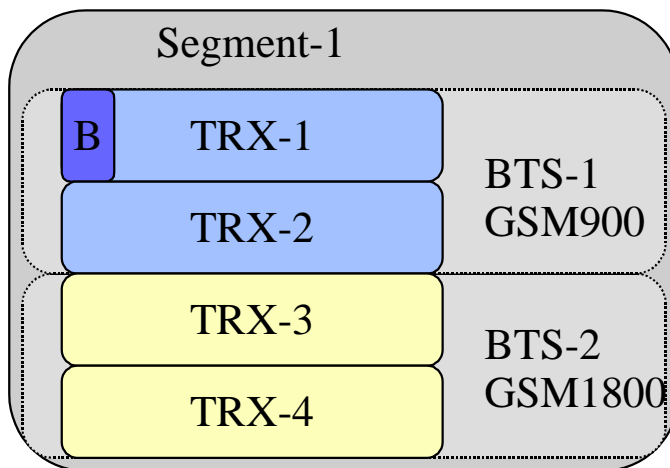 Segment-1
B
TRX-1
TRX-2
BTS-1
GSM900
TRX-3
TRX-4
BTS-2
GSM1800